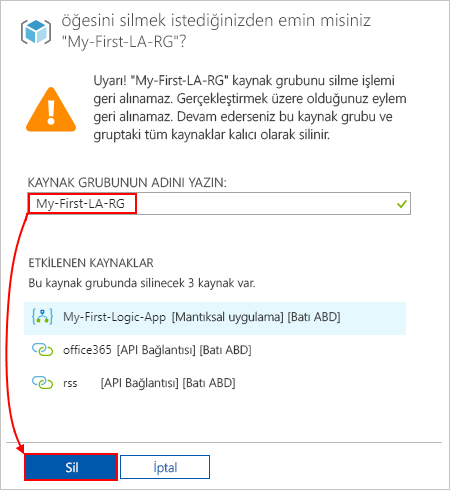 öğesini silmek istediğinizden emin misiniz
"My-First-LA-RG"?
Uyarı! "My-First-LA-RG" kaynak grubunu silme işlemi
geri alınamaz. Gerçekleştirmek üzere olduğunuz eylem
geri alınamaz. Devam ederseniz bu kaynak grubu ve
gruptaki tüm kaynaklar kalıcı olarak silinir.
KAYNAK GRUBUNUN ADINI YAZIN:
My-First-LA-RG
ETKİLENEN KAYNAKLAR
Bu kaynak grubunda silinecek 3 kaynak var.
My-First-Logic-App [Mantıksal uygulama] [Batı ABD]
office365 [API Bağlantısı] [Batı ABD]
rss [API Bağlantısı] [Batı ABD]
Sil İptal